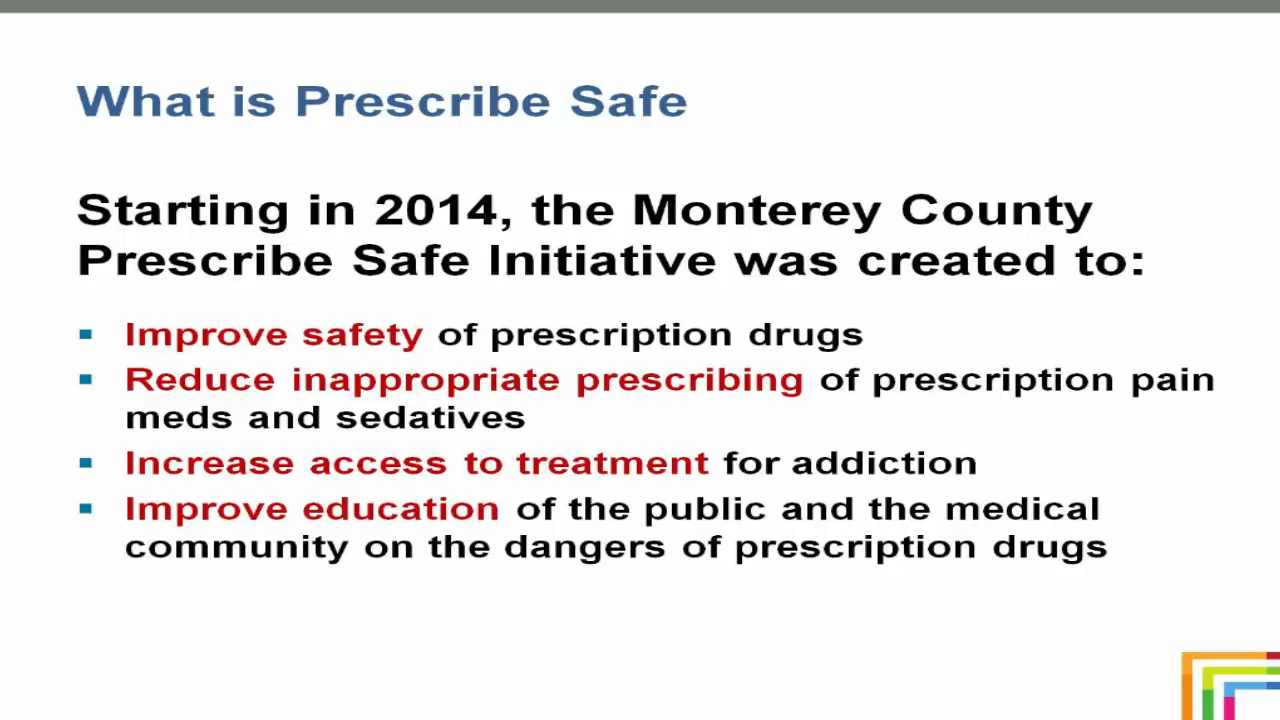 What is Prescribe Safe
Starting in 2014, the Monterey County
Prescribe Safe Initiative was created to:
▪ Improve safety of prescription drugs
▪ Reduce inappropriate prescribing of prescription pain
meds and sedatives
▪ Increase access to treatment for addiction
▪ Improve education of the public and the medical
community on the dangers of prescription drugs